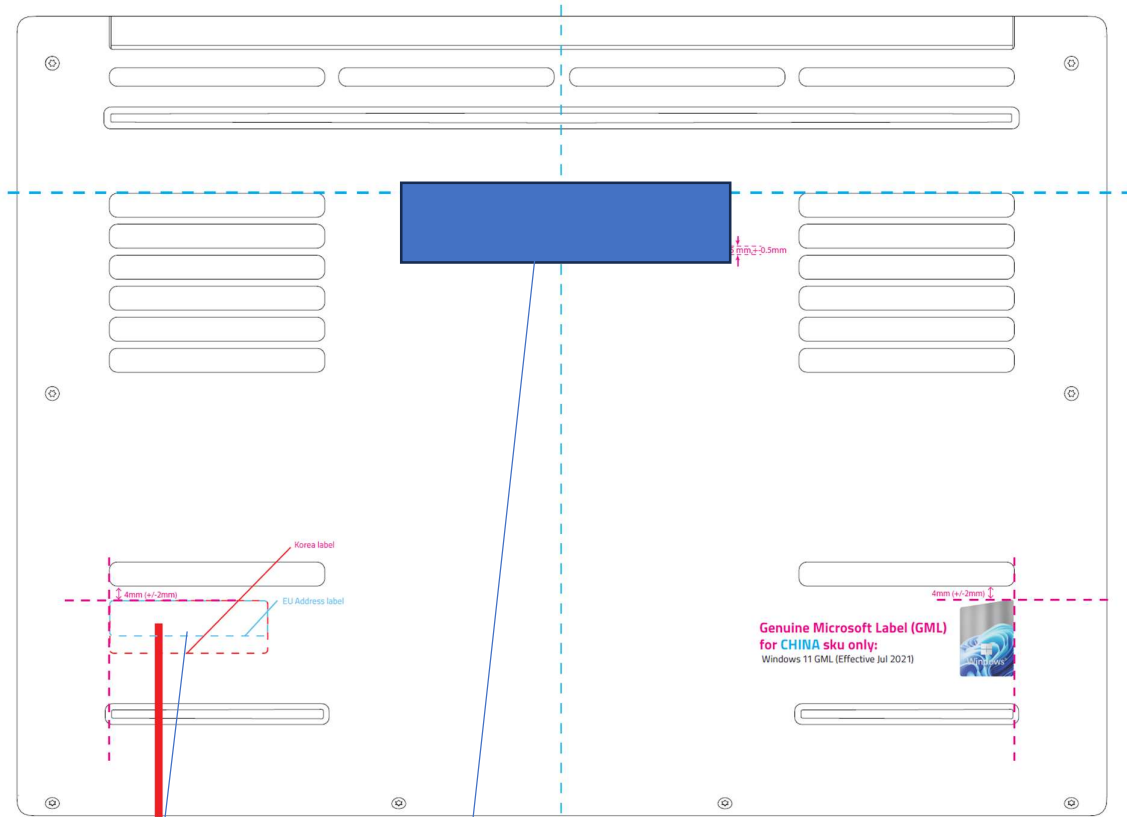 mm +-0.5mm
Korea label
4mm (+/-2mm)
EU Address label
4mm (+/-2mm)
Genuine Microsoft Label (GML)
for CHINA sku only:
Windows 11 GML (Effective Jul 2021)
Windows